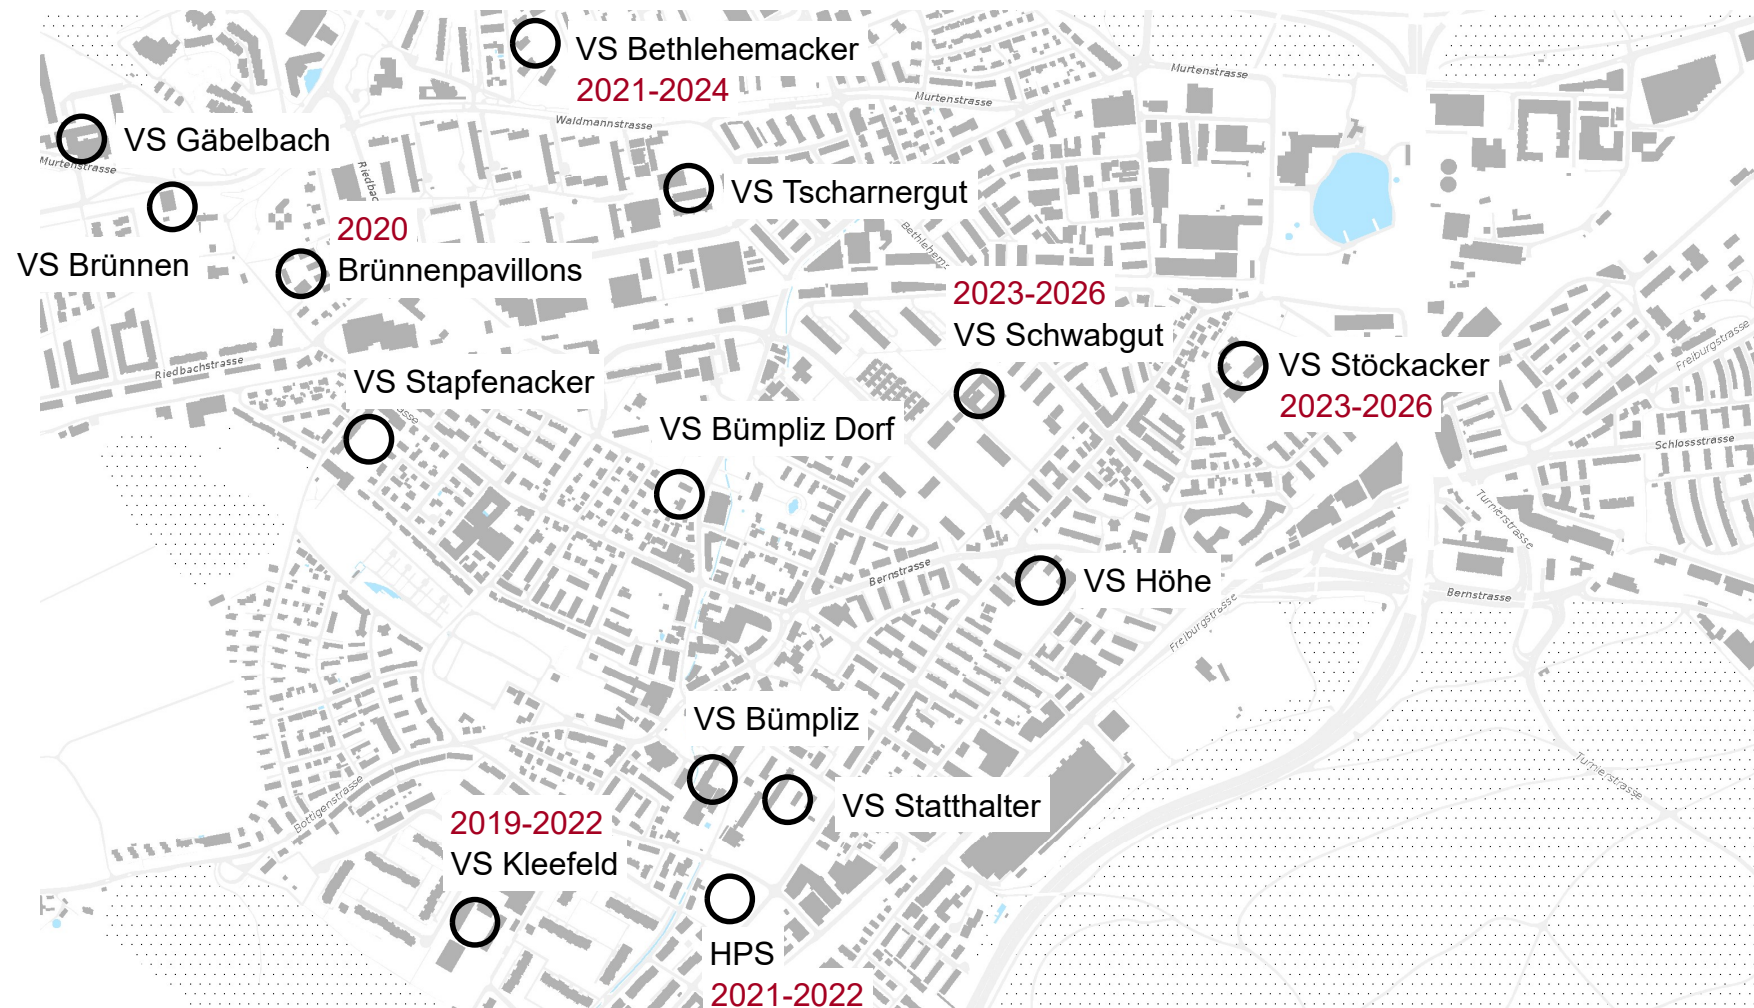 VS Bethlehemacker
2021-2024
Murtenstrasse
Murtenstrasse
Waldmannstrasse
VS Gäbelbach
Murtenstrasse
VS Tscharnergut
2020
Brünnenpavillons
VS Brünnen
2023-2026
VS Schwabgut
Freiburgstrasse
Riedbachstrasse
VS Stapfenacker
VS Stöckacker
2023-2026
VS Bümpliz Dorf
Schlossstrasse
Turnierstrasse
Bernstrasse
VS Höhe
Bernstrasse
Freiburgstrasse
VS Bümpliz
Turnierstrasse
Bottigenstrasse
VS Statthalter
2019-2022
VS Kleefeld
HPS
2021-2022